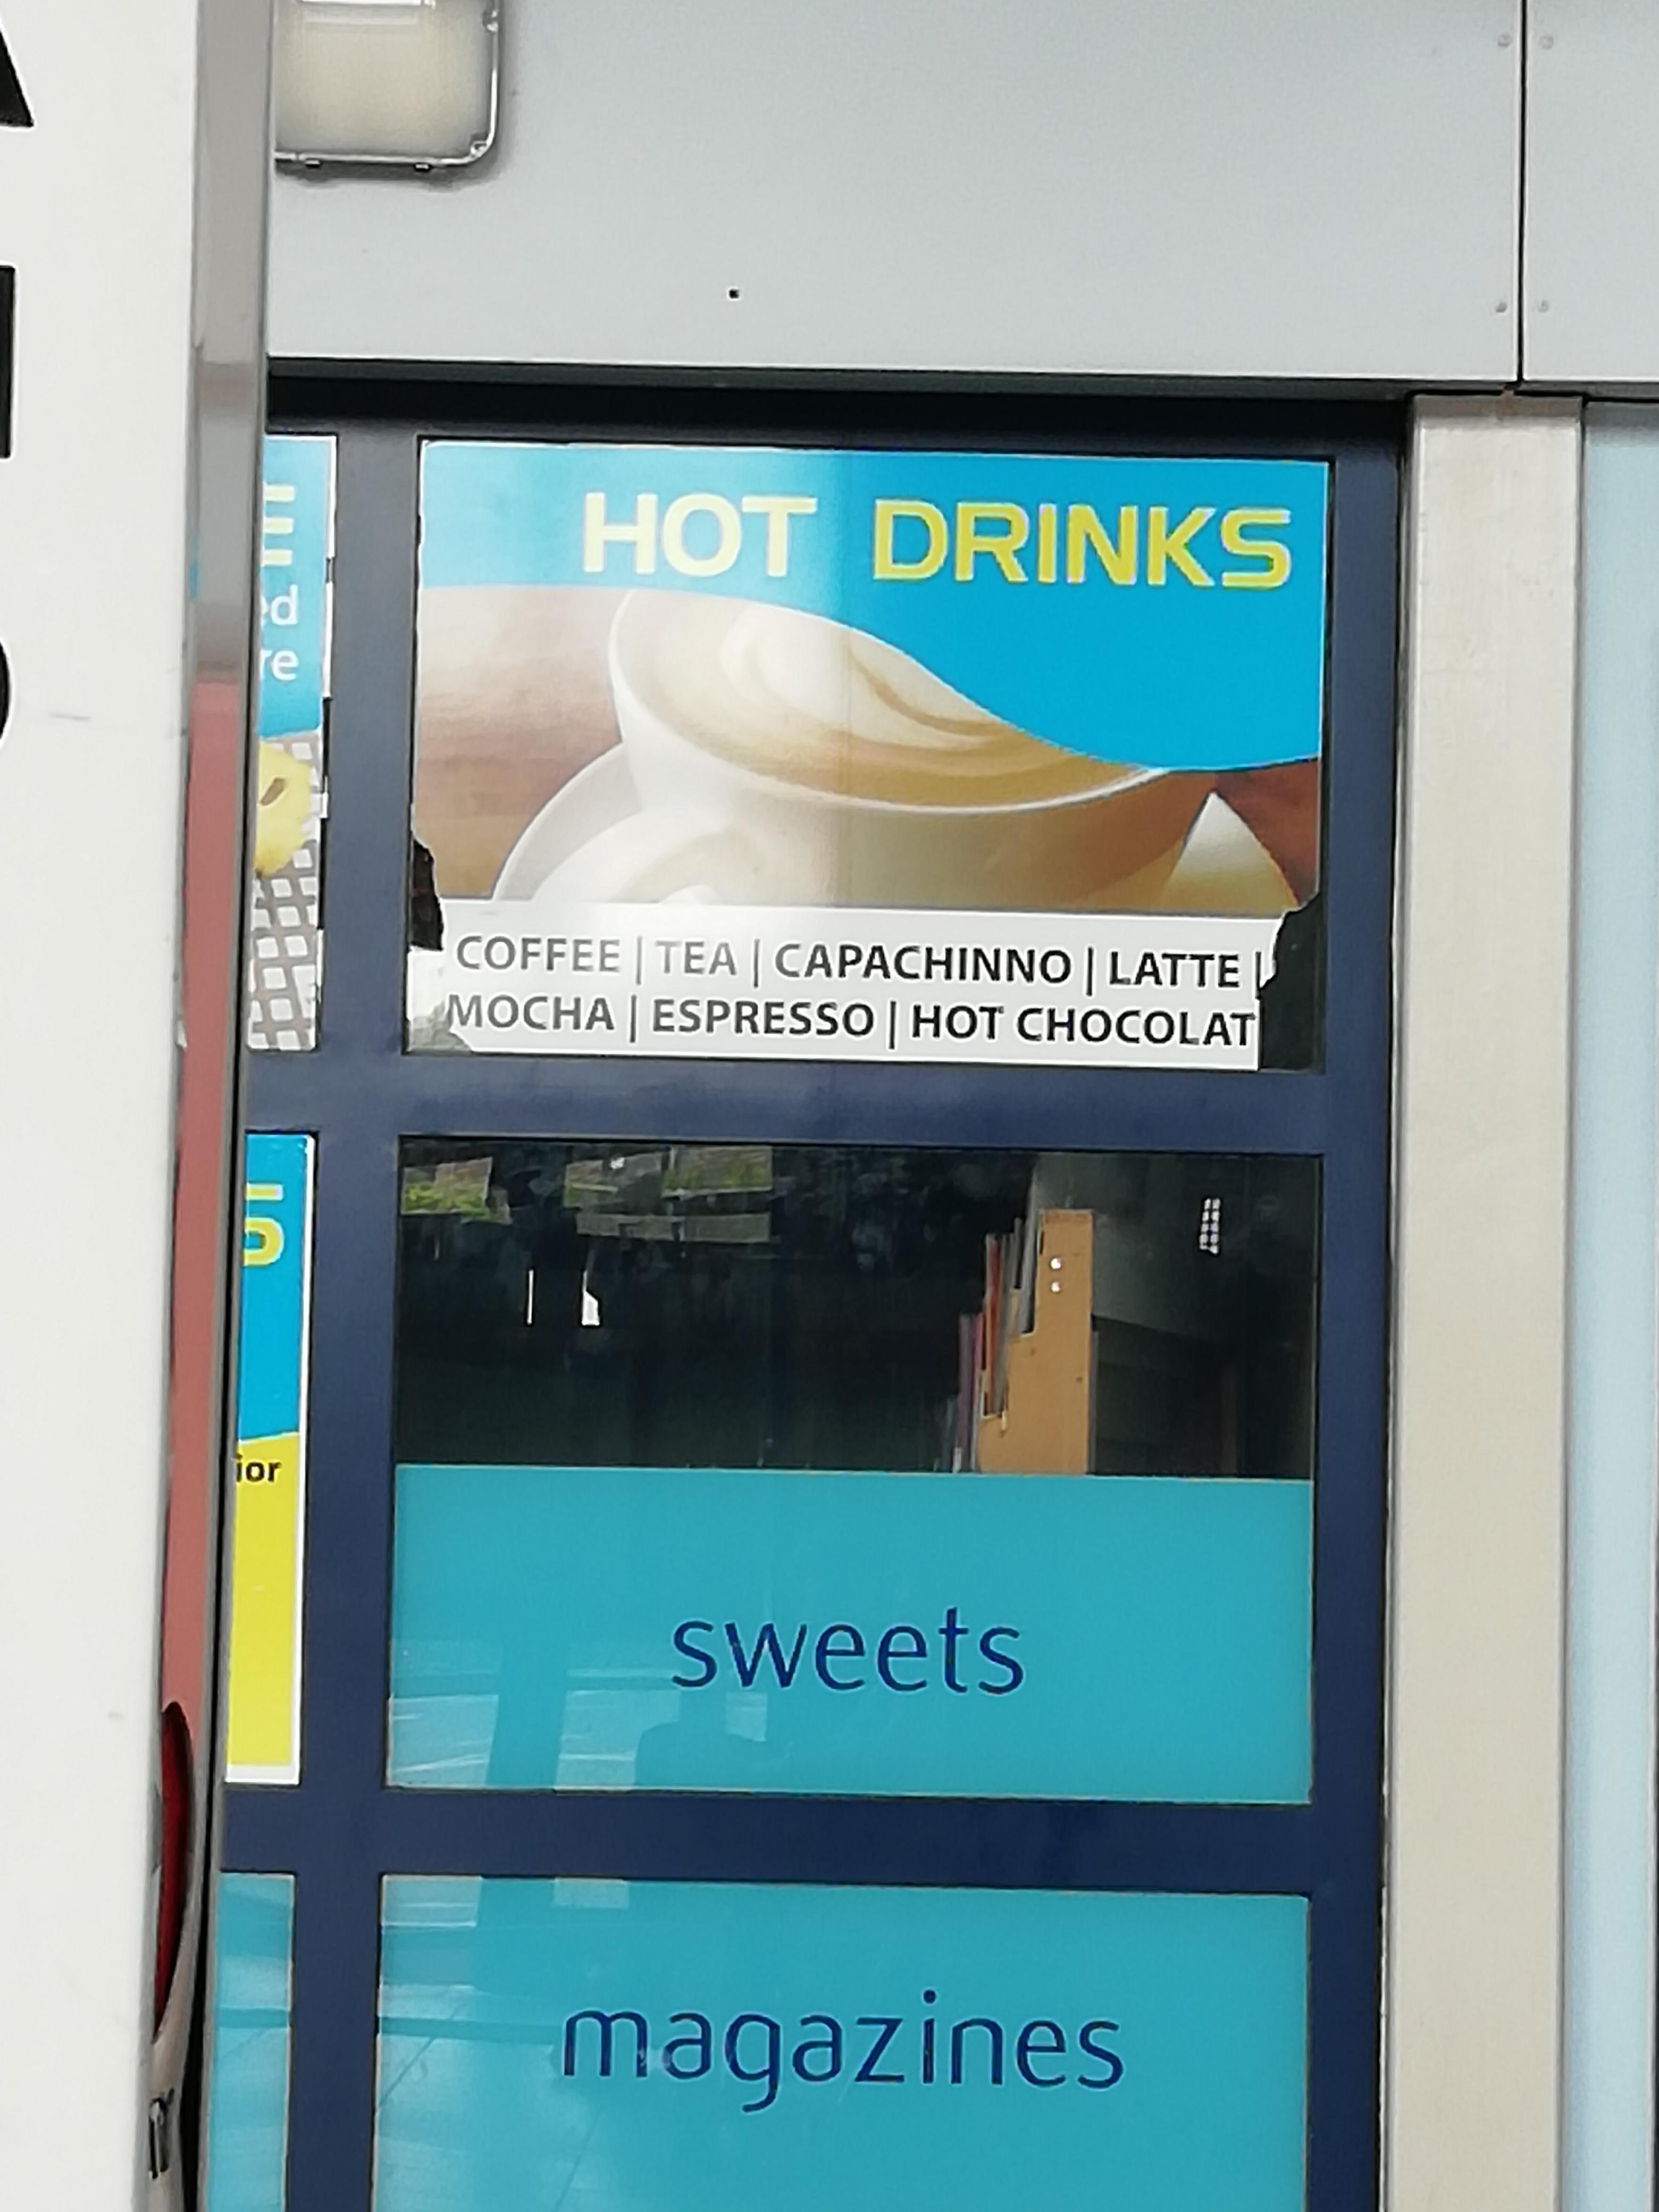 HOT DRINKS
COFFEE | TEA | CAPACHINNO | LATTE |
MOCHA | ESPRESSO | HOT CHOCOLAT
sweets
magazines